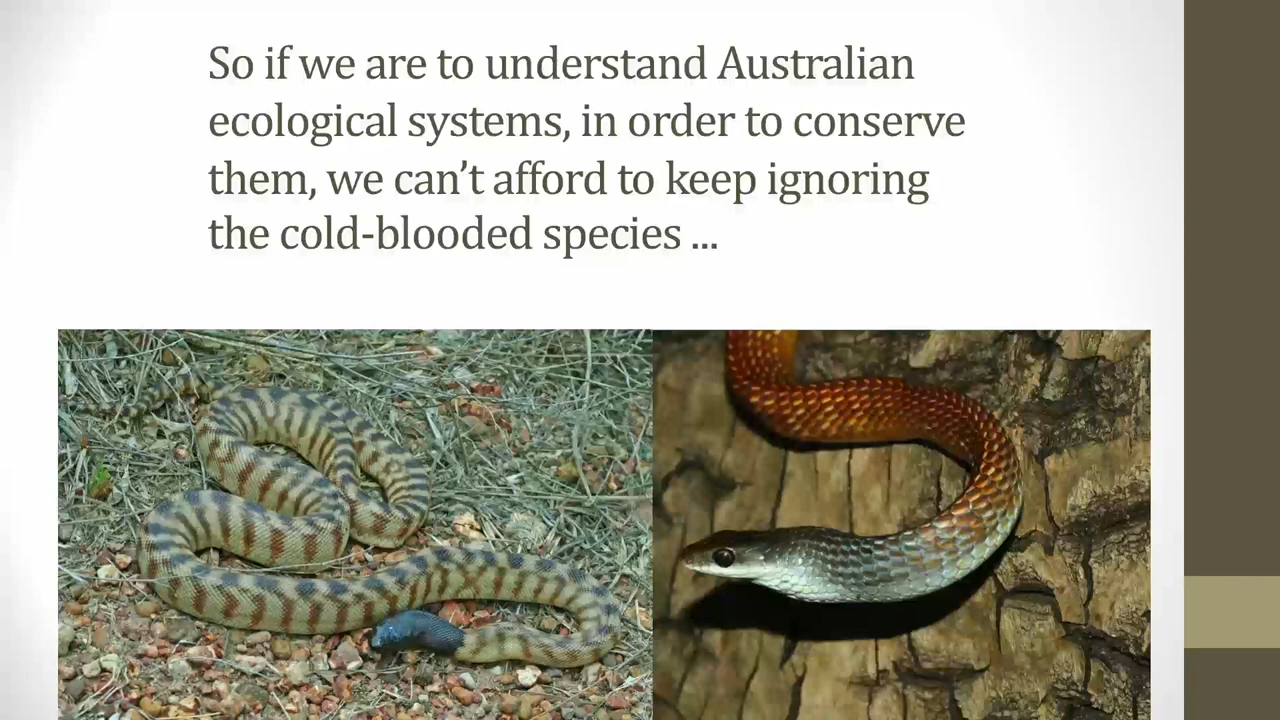 So if we are to understand Australian
ecological systems, in order to conserve
them, we can’t afford to keep ignoring
the cold-blooded species ...